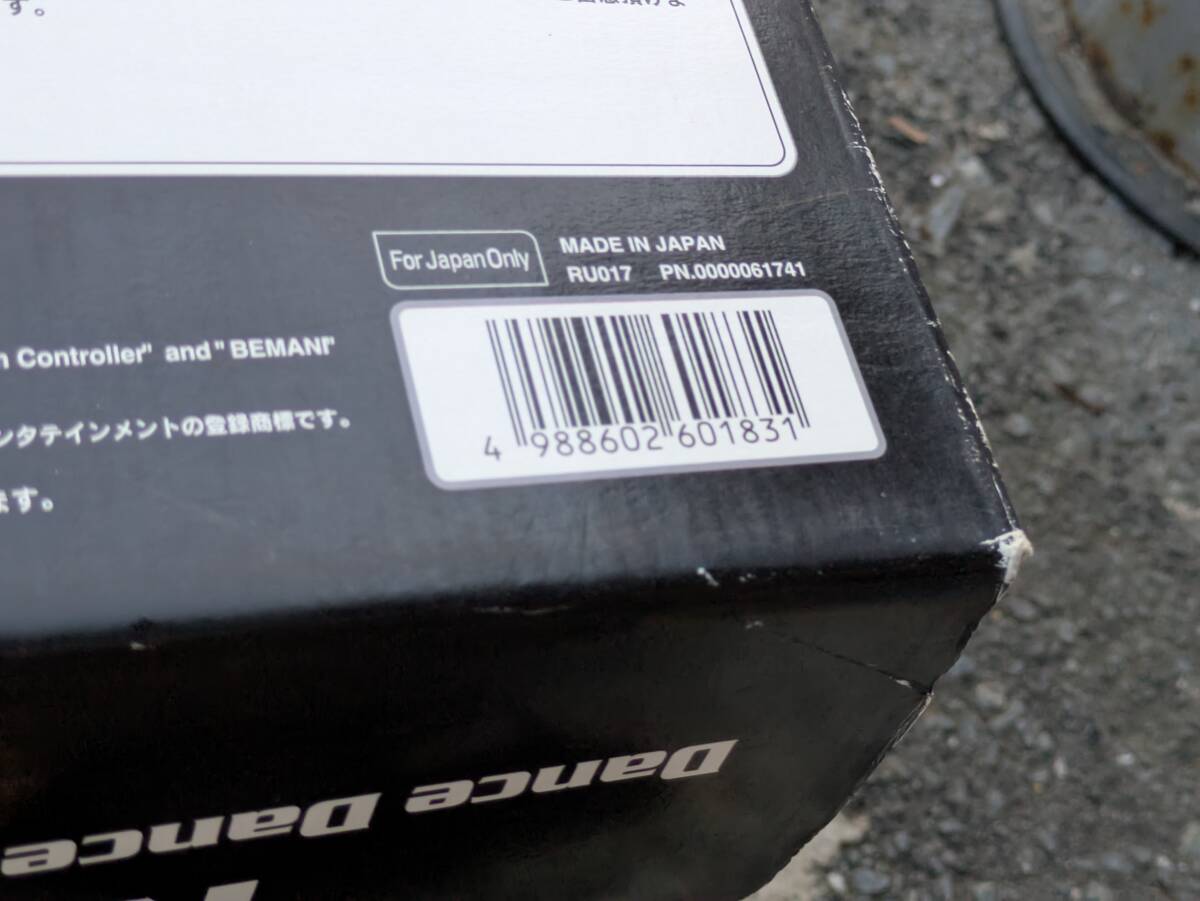 す。
For Japan Only
MADE IN JAPAN
RU017 PN.0000061741
Controller" and "BEMANI"
ンタテインメントの登録商標です。
ます。
4 988602 601831
Dance Dance